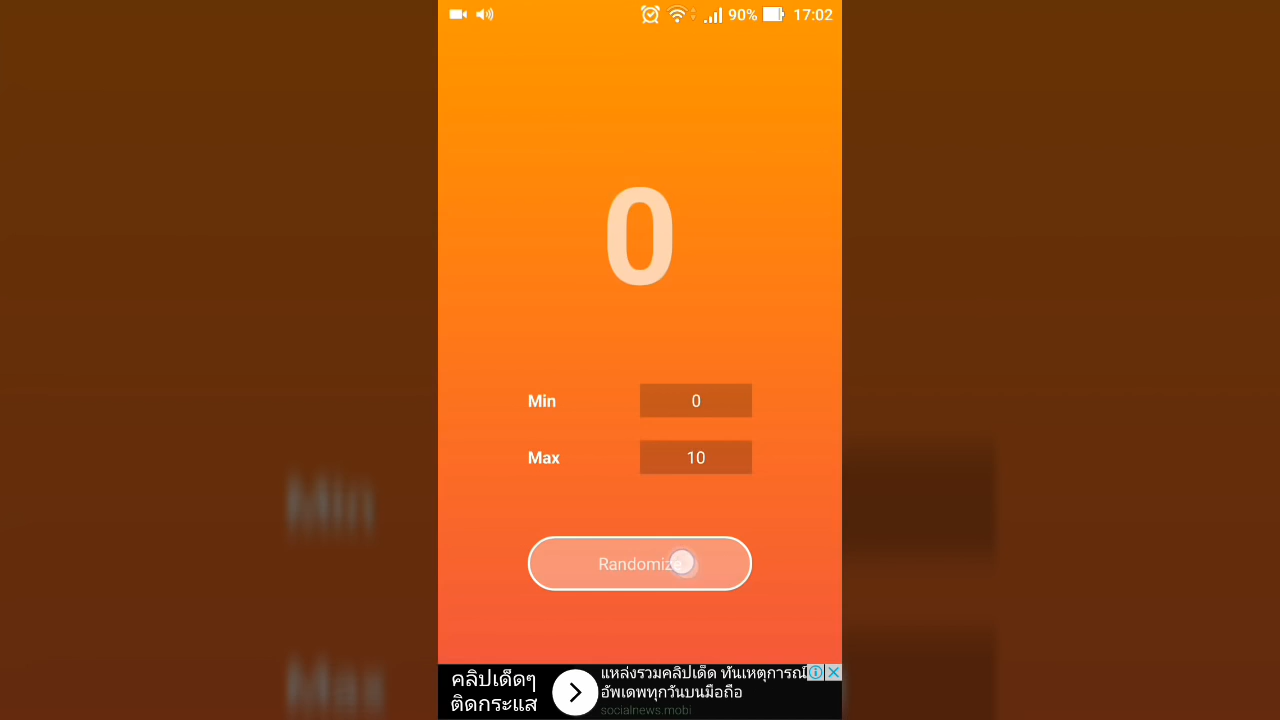 90% 17:02
0
Min 0
Max 10
Randomize
คลิปเด็ดๆ
ติดกระแส
แหล่งรวมคลิปเด็ด ทันเหตุการณ์
อัพเดพทุกวันบนมือถือ
socialnews.mobi
Min
Max